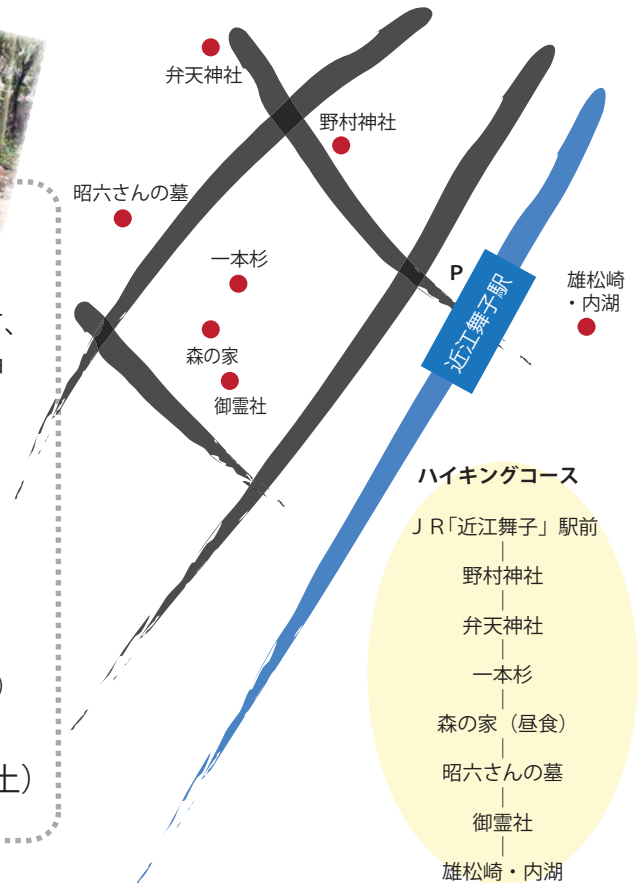 弁天神社
野村神社
昭六さんの墓
一本杉
森の家
御霊社
P
近江舞子駅
雄松崎
・内湖
、
）
土）
ハイキングコース
ＪＲ「近江舞子」駅前
｜
野村神社
｜
弁天神社
｜
一本杉
｜
森の家（昼食）
｜
昭六さんの墓
｜
御霊社
｜
雄松崎・内湖